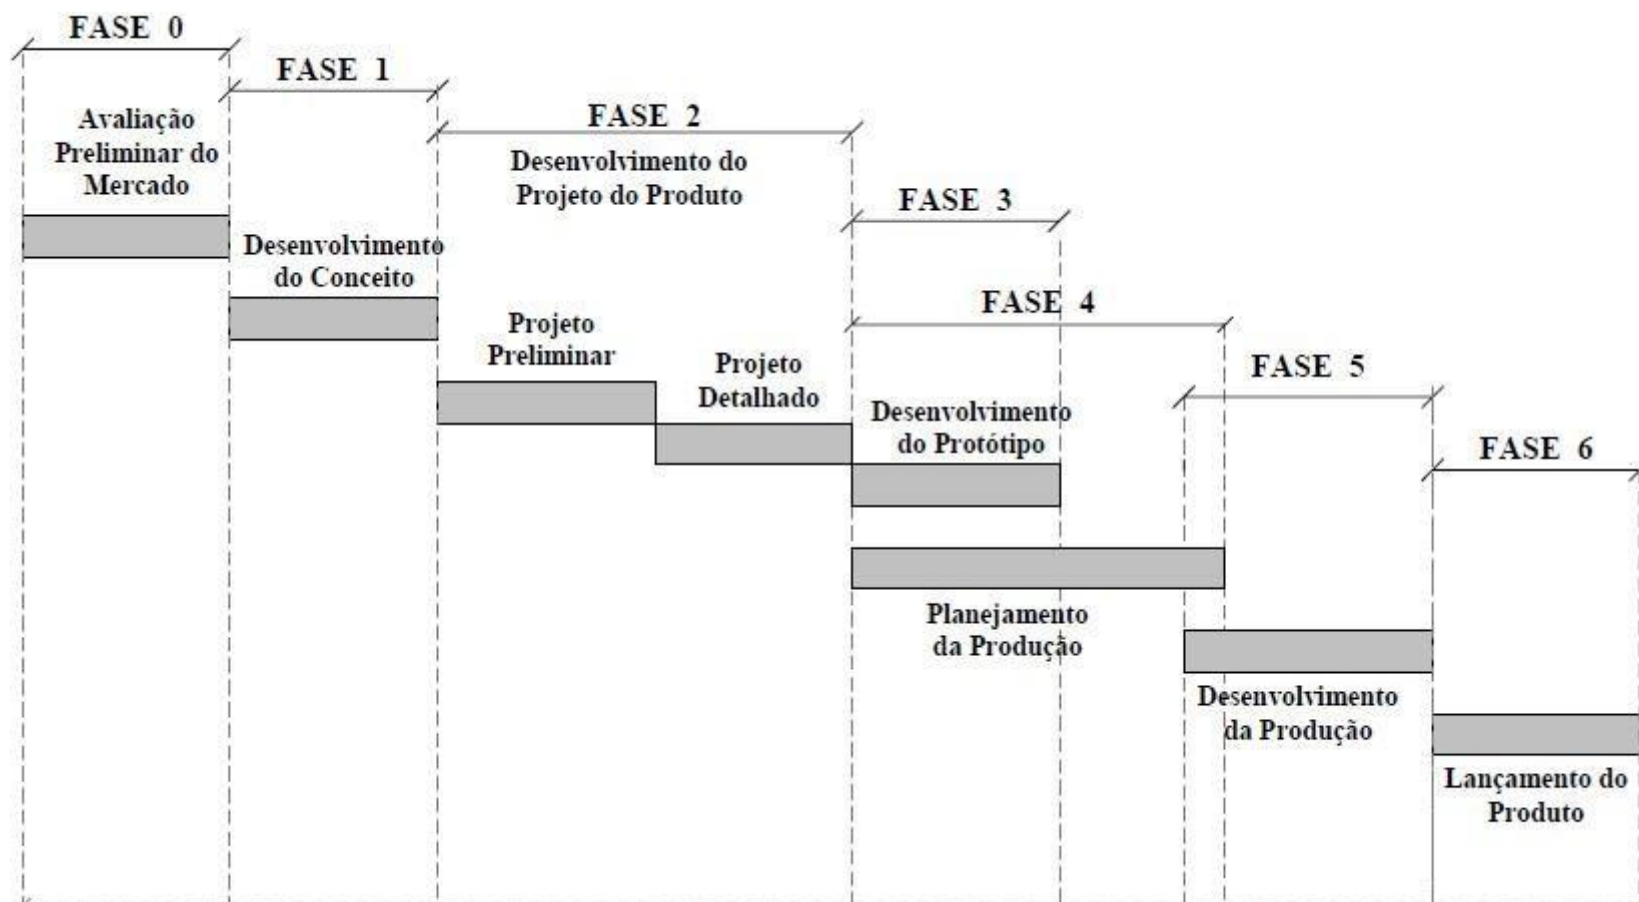 FASE 0
Avaliação
Preliminar do
Mercado
FASE 1
Desenvolvimento
do Conceito
FASE 2
Desenvolvimento do
Projeto do Produto
Projeto
Preliminar
Projeto
Detalhado
FASE 3
FASE 4
Desenvolvimento
do Protótipo
Planejamento
da Produção
FASE 5
Desenvolvimento
da Produção
FASE 6
Lançamento do
Produto